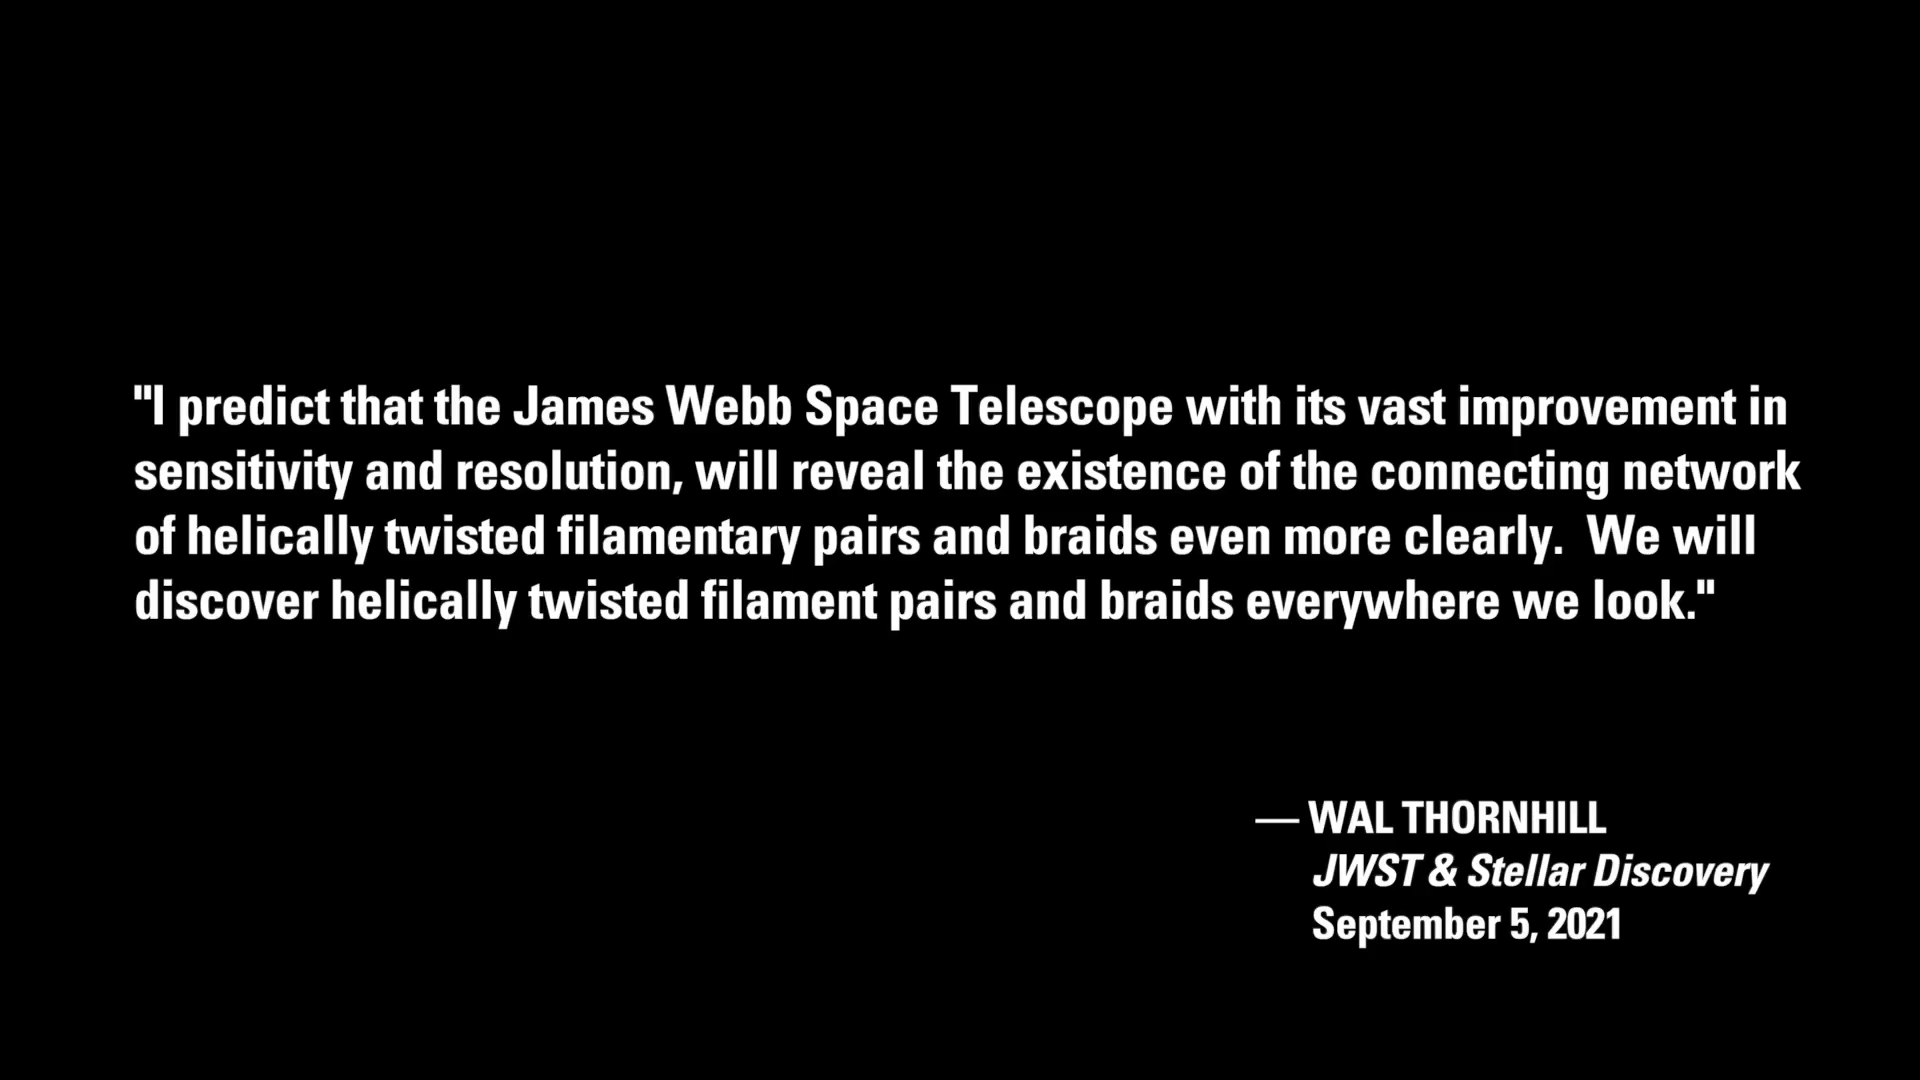 "I predict that the James Webb Space Telescope with its vast improvement in
sensitivity and resolution, will reveal the existence of the connecting network
of helically twisted filamentary pairs and braids even more clearly.  We will
discover helically twisted filament pairs and braids everywhere we look."
— WAL THORNHILL
JWST & Stellar Discovery
September 5, 2021